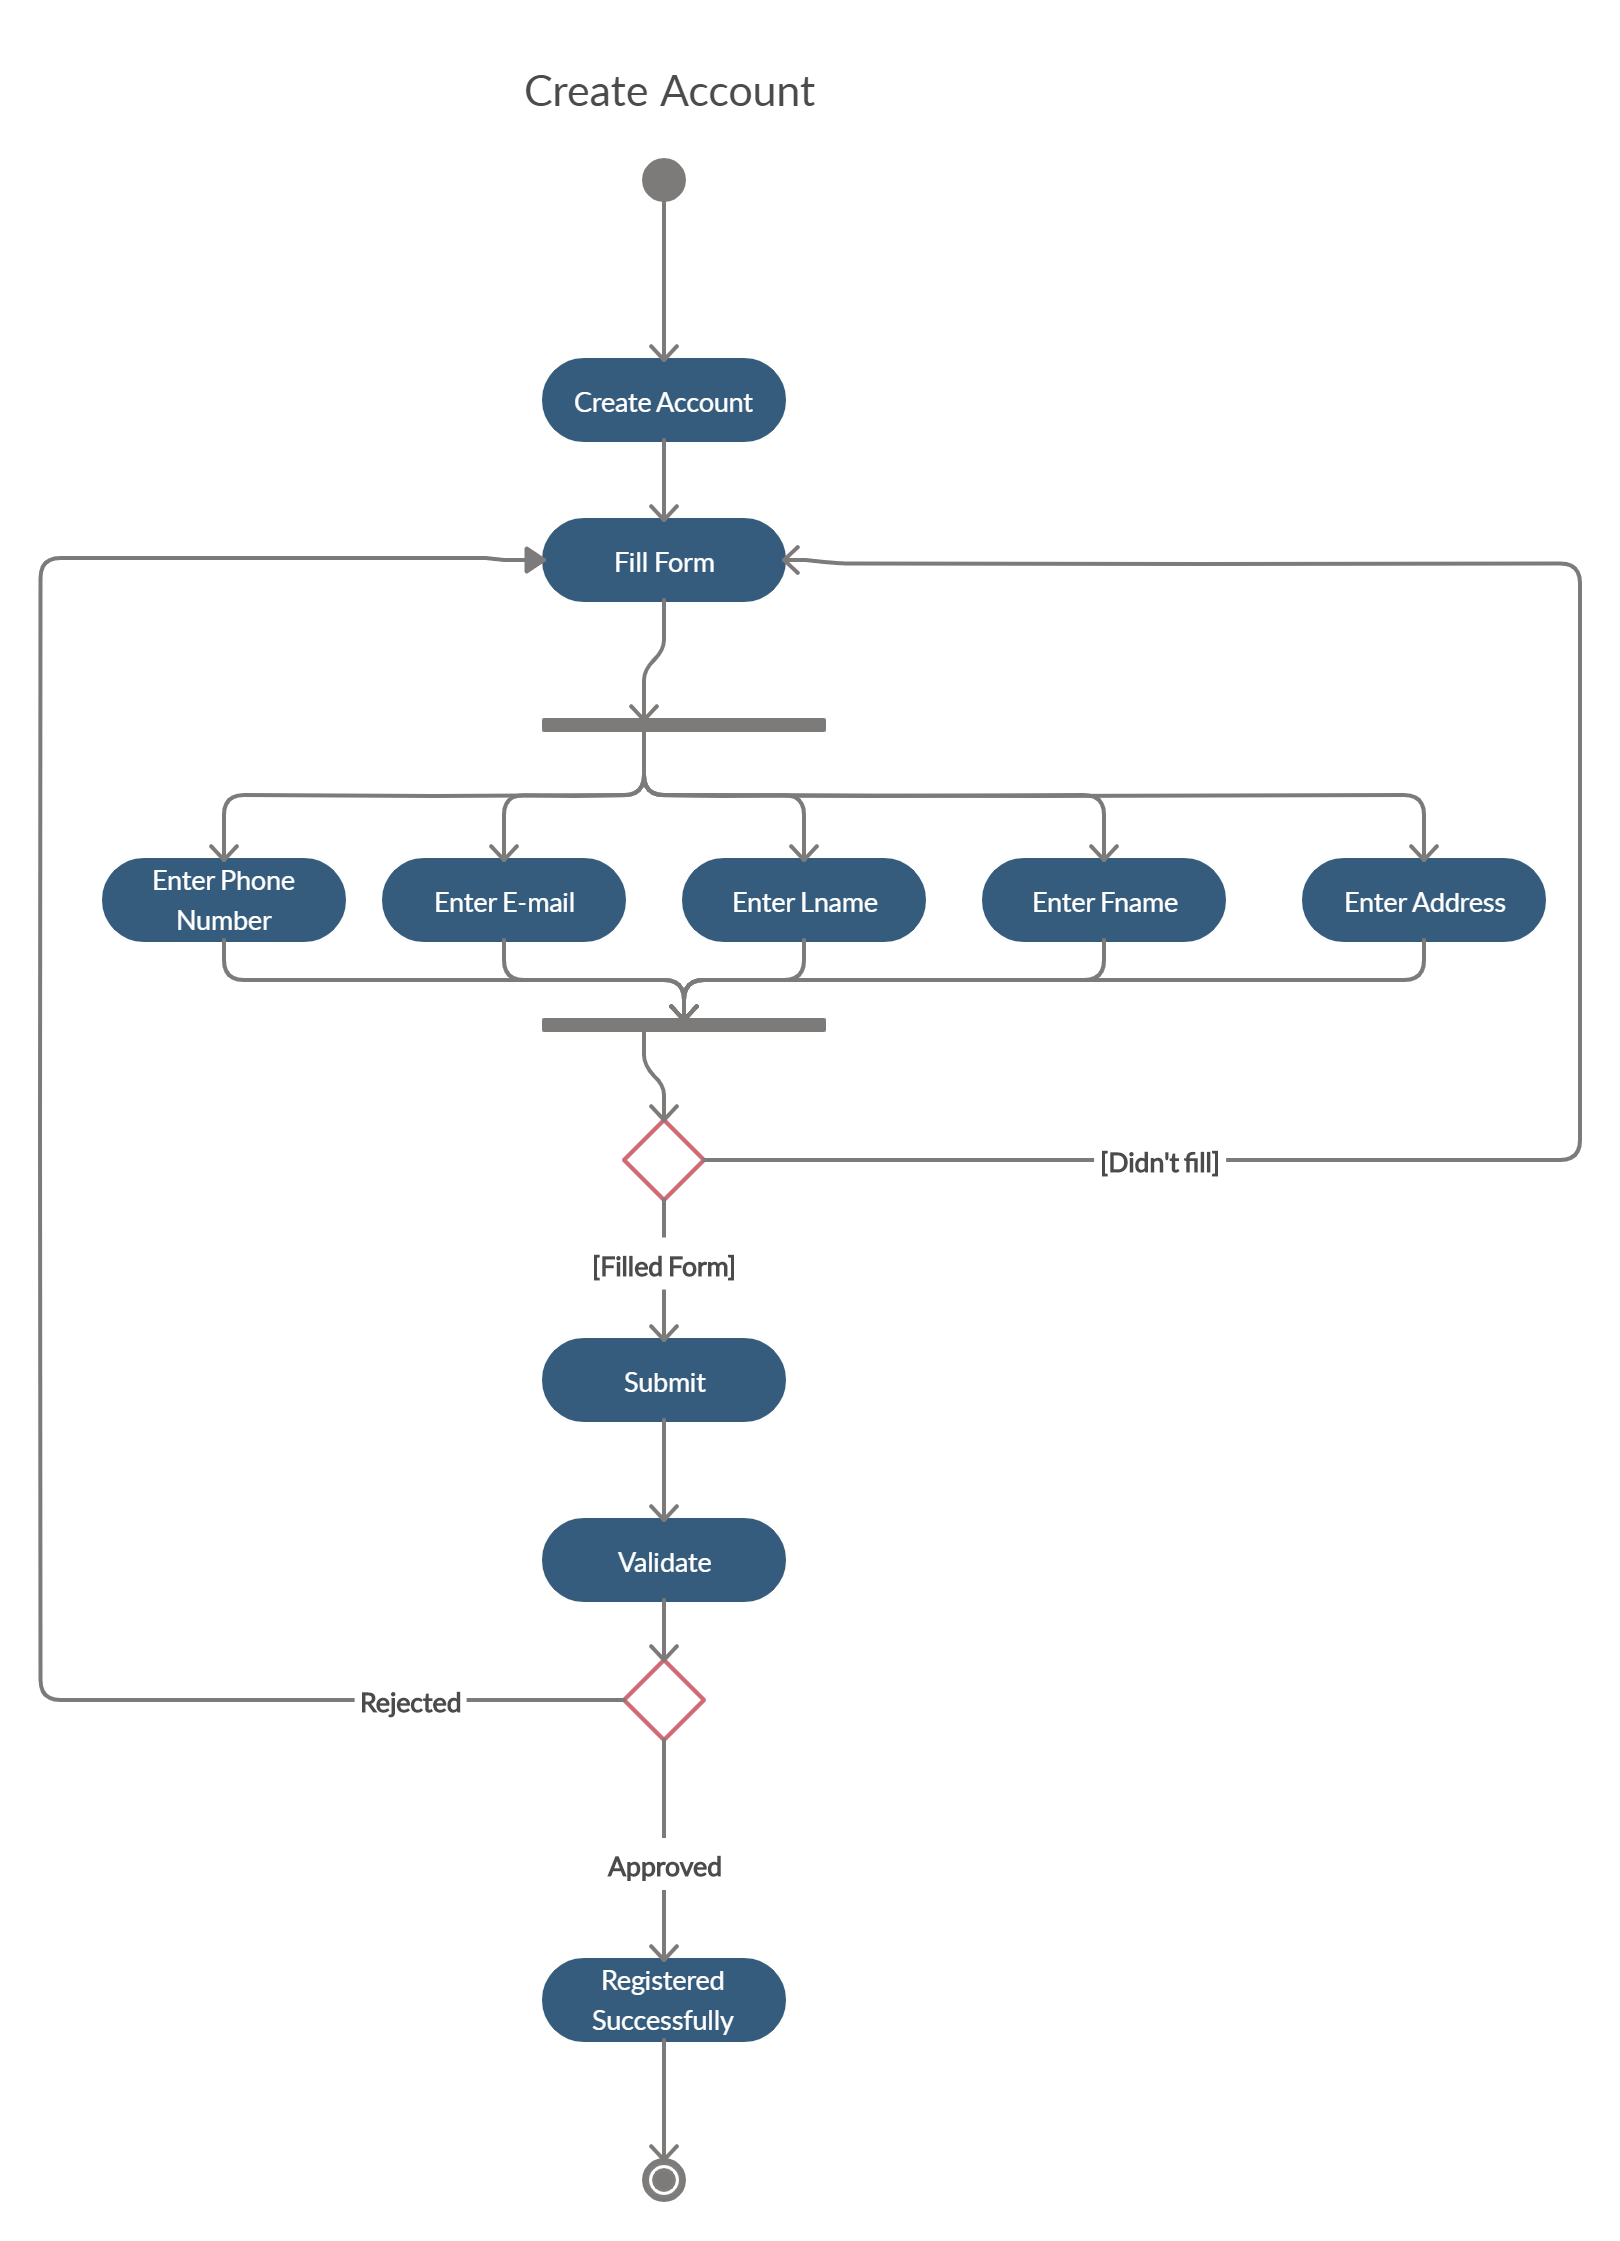 Create Account
Create Account
Fill Form
Enter Phone
Number
Enter E-mail
Enter Lname
Enter Fname
Enter Address
[Didn't fill]
[Filled Form]
Submit
Validate
Rejected
Approved
Registered
Successfully